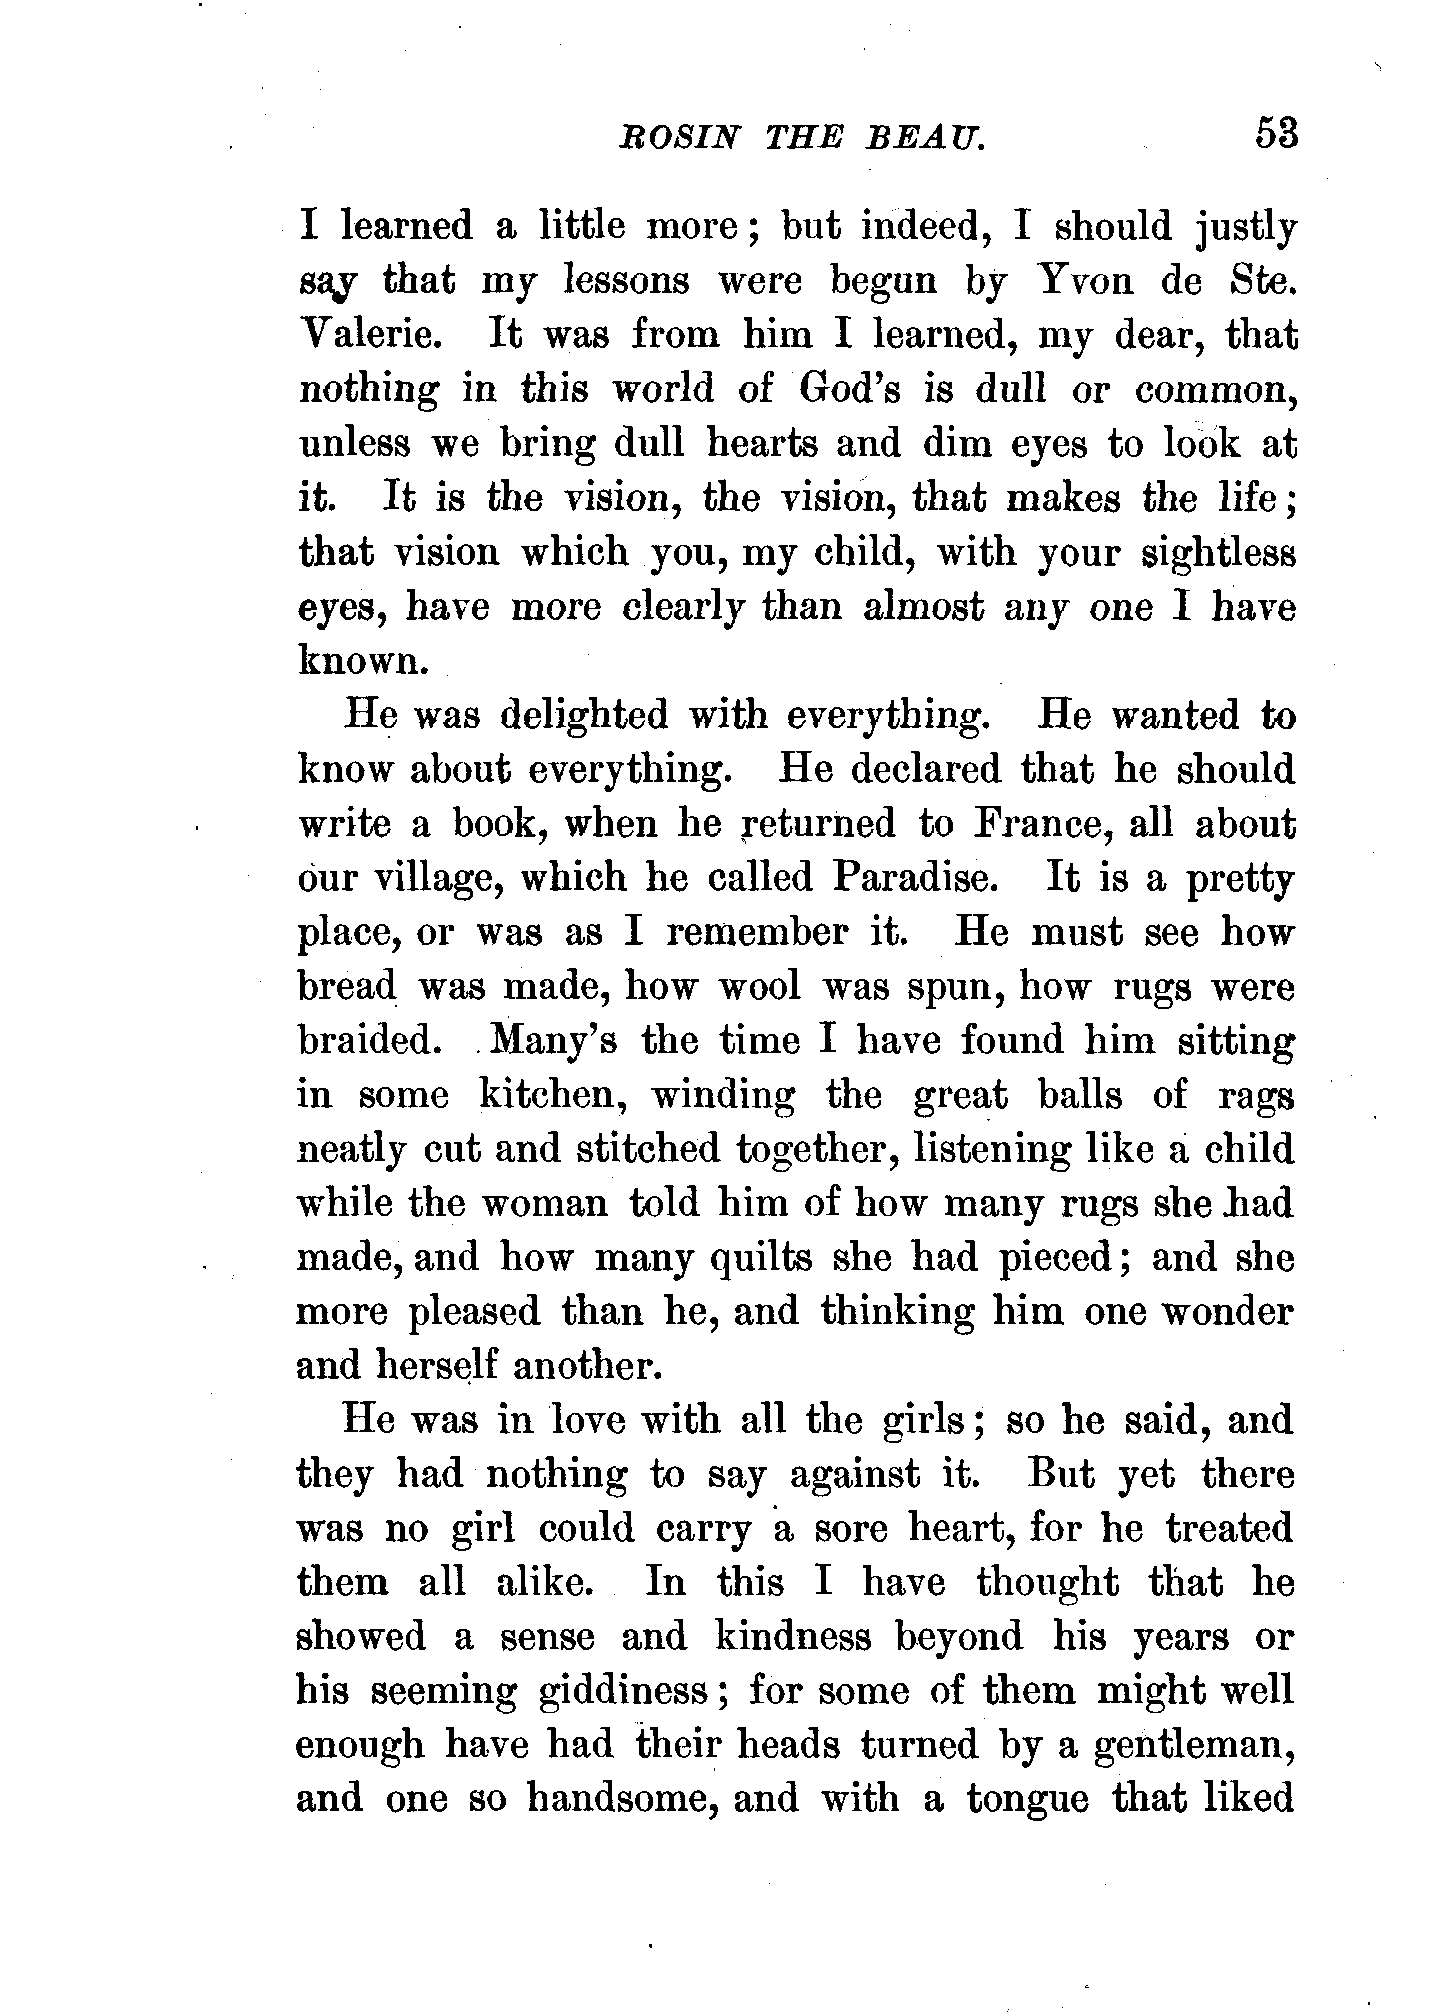 ROSIN THE BEAU. 53
I learned a little more; but indeed, I should justly
say that my lessons were begun by Yvon de Ste.
Valerie. It was from him I learned, my dear, that
nothing in this world of God's is dull or common,
unless we bring dull hearts and dim eyes to look at
it. It is the vision, the vision, that makes the life;
that vision which you, my child, with your sightless
eyes, have more clearly than almost any one I have
known.
He was delighted with everything. He wanted to
know about everything. He declared that he should
write a book, when he returned to France, all about
our village, which he called Paradise. It is a pretty
place, or was as I remember it. He must see how
bread was made, how wool was spun, how rugs were
braided. Many's the time I have found him sitting
in some kitchen, winding the great balls of rags
neatly cut and stitched together, listening like a child
while the woman told him of how many rugs she had
made, and how many quilts she had pieced; and she
more pleased than he, and thinking him one wonder
and herself another.
He was in love with all the girls; so he said, and
they had nothing to say against it. But yet there
was no girl could carry a sore heart, for he treated
them all alike. In this I have thought that he
showed a sense and kindness beyond his years or
his seeming giddiness; for some of them might well
enough have had their heads turned by a gentleman,
and one so handsome, and with a tongue that liked